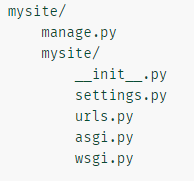 mysite/
    manage.py
    mysite/
        __init__.py
        settings.py
        urls.py
        asgi.py
        wsgi.py